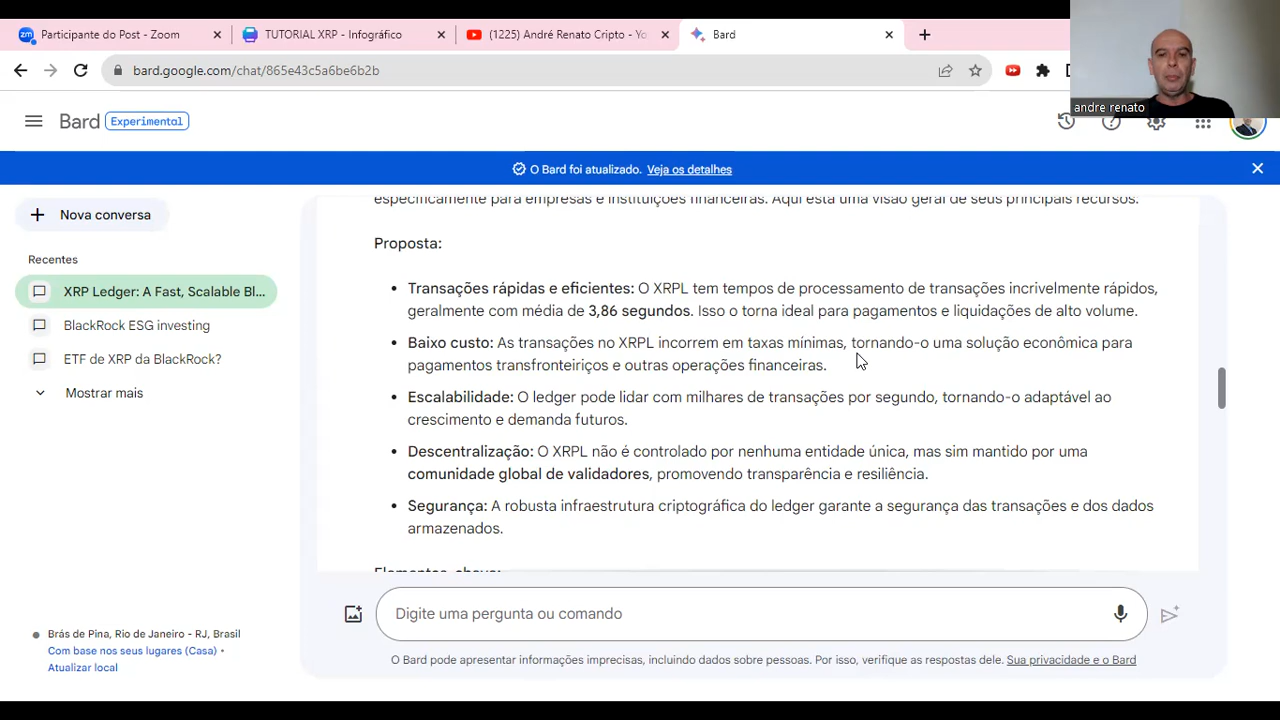 Participante do Post - Zoom
TUTORIAL XRP - Infográfico
(1225) André Renato Cripto - Yo
Bard
bard.google.com/chat/865e43c5a6be6b2b
andre renato
Bard Experimental
O Bard foi atualizado. Veja os detalhes
Nova conversa
Recentes
XRP Ledger: A Fast, Scalable Bl...
BlackRock ESG investing
ETF de XRP da BlackRock?
Mostrar mais
Brás de Pina, Rio de Janeiro - RJ, Brasil
Com base nos seus lugares (Casa) •
Atualizar local
especificamente para empresas e instituições financeiras. Aqui está uma visão geral de seus principais recursos:
Proposta:
• Transações rápidas e eficientes: O XRPL tem tempos de processamento de transações incrivelmente rápidos,
geralmente com média de 3,86 segundos. Isso o torna ideal para pagamentos e liquidações de alto volume.
• Baixo custo: As transações no XRPL incorrem em taxas mínimas, tornando-o uma solução econômica para
pagamentos transfronteiriços e outras operações financeiras.
• Escalabilidade: O ledger pode lidar com milhares de transações por segundo, tornando-o adaptável ao
crescimento e demanda futuros.
• Descentralização: O XRPL não é controlado por nenhuma entidade única, mas sim mantido por uma
comunidade global de validadores, promovendo transparência e resiliência.
• Segurança: A robusta infraestrutura criptográfica do ledger garante a segurança das transações e dos dados
armazenados.
Elementos-chave:
Digite uma pergunta ou comando
O Bard pode apresentar informações imprecisas, incluindo dados sobre pessoas. Por isso, verifique as respostas dele. Sua privacidade e o Bard